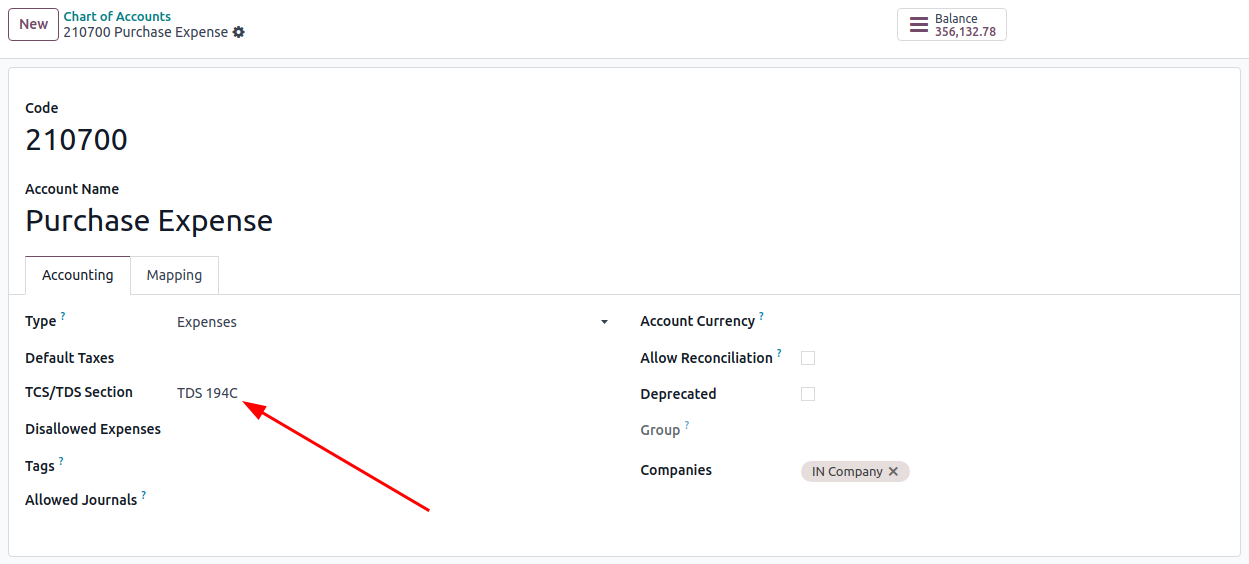 New
Chart of Accounts
210700 Purchase Expense
Balance
356,132.78
Code
210700
Account Name
Purchase Expense
Accounting
Mapping
Type ?
Expenses
Default Taxes
TCS/TDS Section
TDS 194C
Disallowed Expenses
Tags ?
Allowed Journals ?
Account Currency ?
Allow Reconciliation ?
Deprecated
Group ?
Companies
IN Company